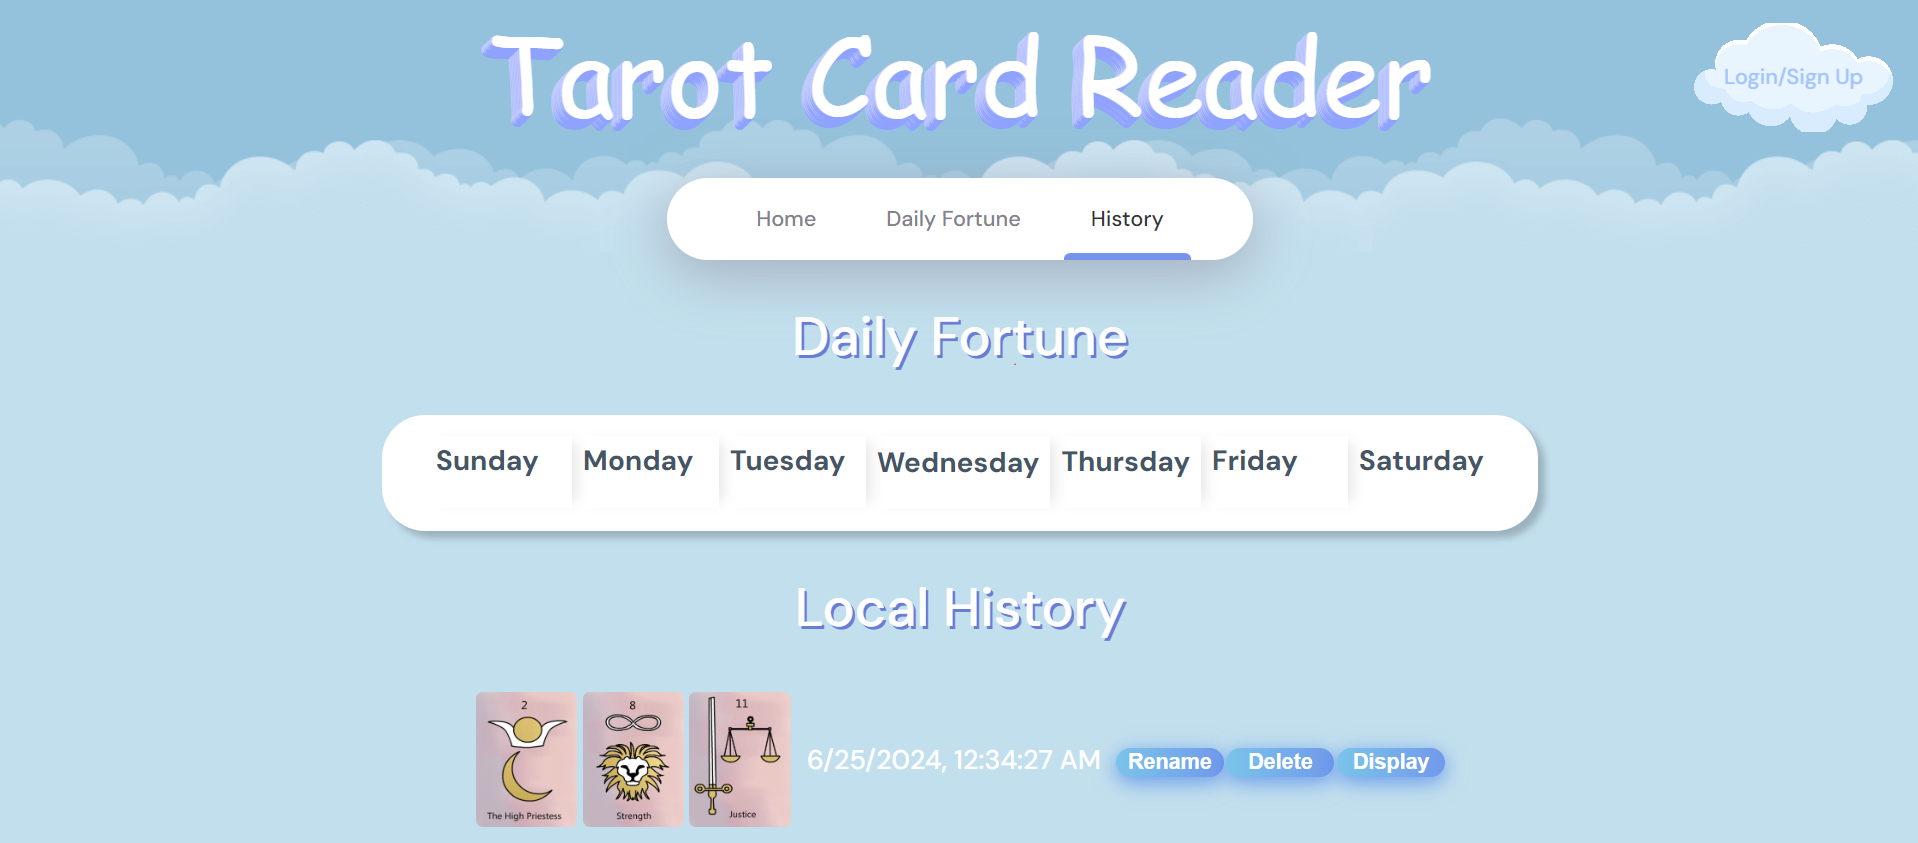 Tarot Card Reader
Login/Sign Up
Home Daily Fortune History
Daily Fortune
Sunday Monday Tuesday Wednesday Thursday Friday Saturday
Local History
2 8 11
6/25/2024, 12:34:27 AM Rename Delete Display
The High Priestess Strength Justice